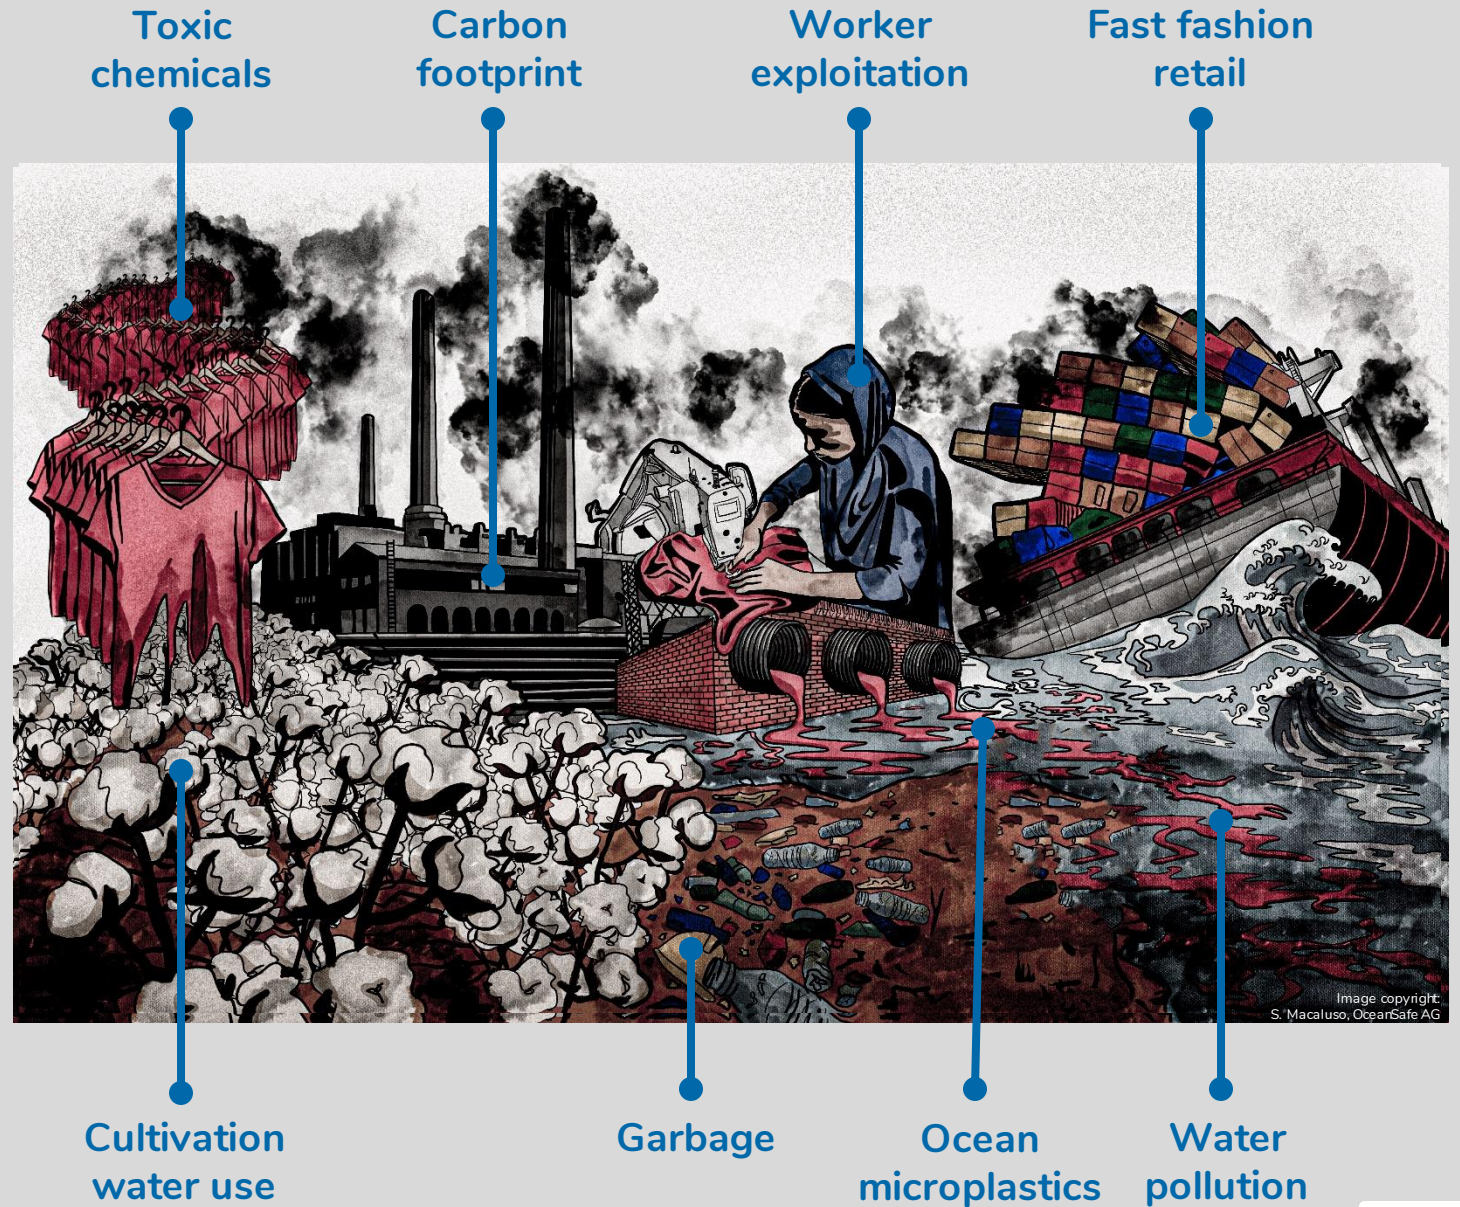 Toxic
chemicals
Carbon
footprint
Worker
exploitation
Fast fashion
retail
Image copyright:
S. Macaluso, OceanSafe AG
Cultivation
water use
Garbage
Ocean
microplastics
Water
pollution